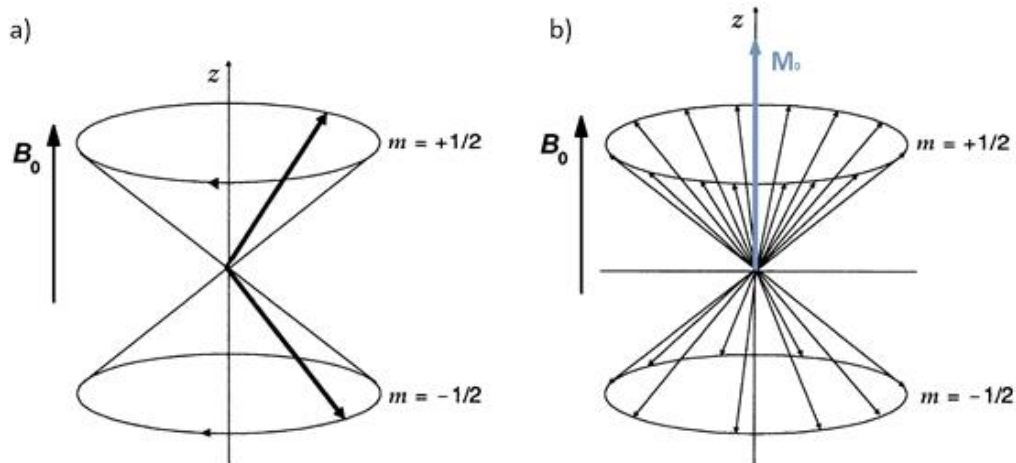 a)
z
B₀
m = +1/2
m = −1/2
b)
z
M₀
B₀
m = +1/2
m = −1/2